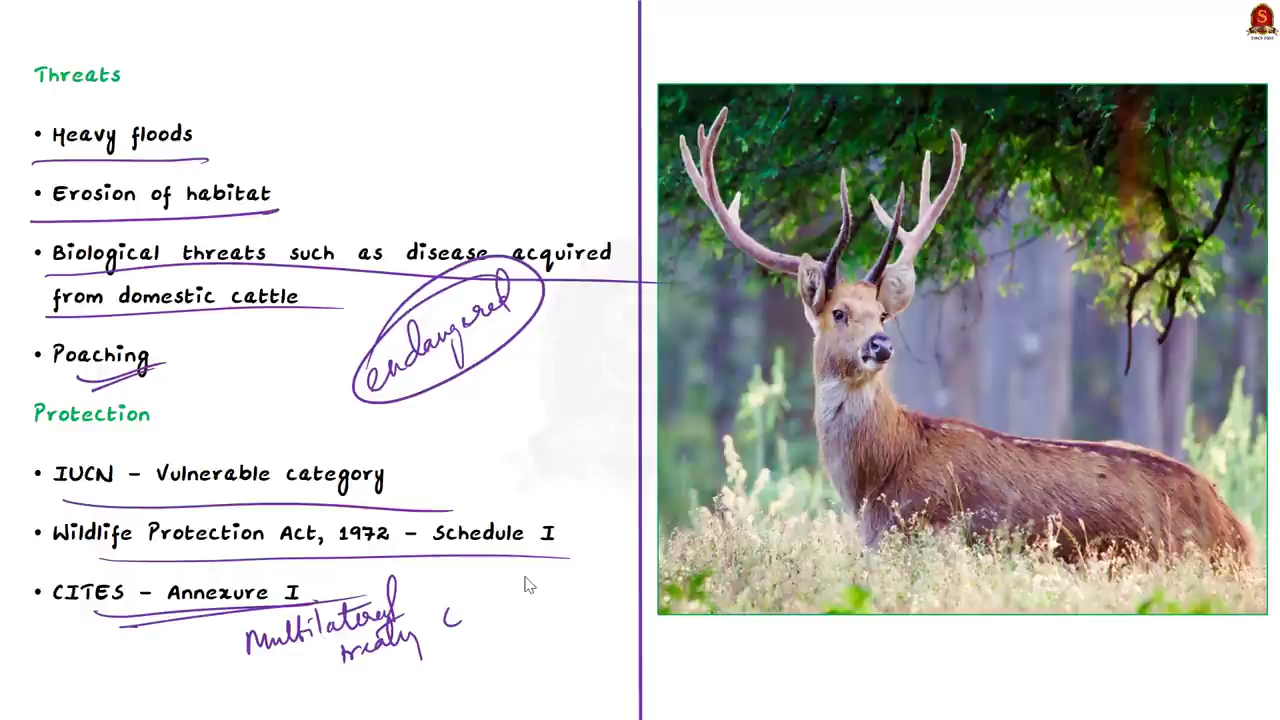 Threats
• Heavy floods
• Erosion of habitat
• Biological threats such as disease acquired
from domestic cattle
endangered
• Poaching
Protection
• IUCN - Vulnerable category
• Wildlife Protection Act, 1972 - Schedule I
• CITES - Annexure I
Multilateral
treaty C
S